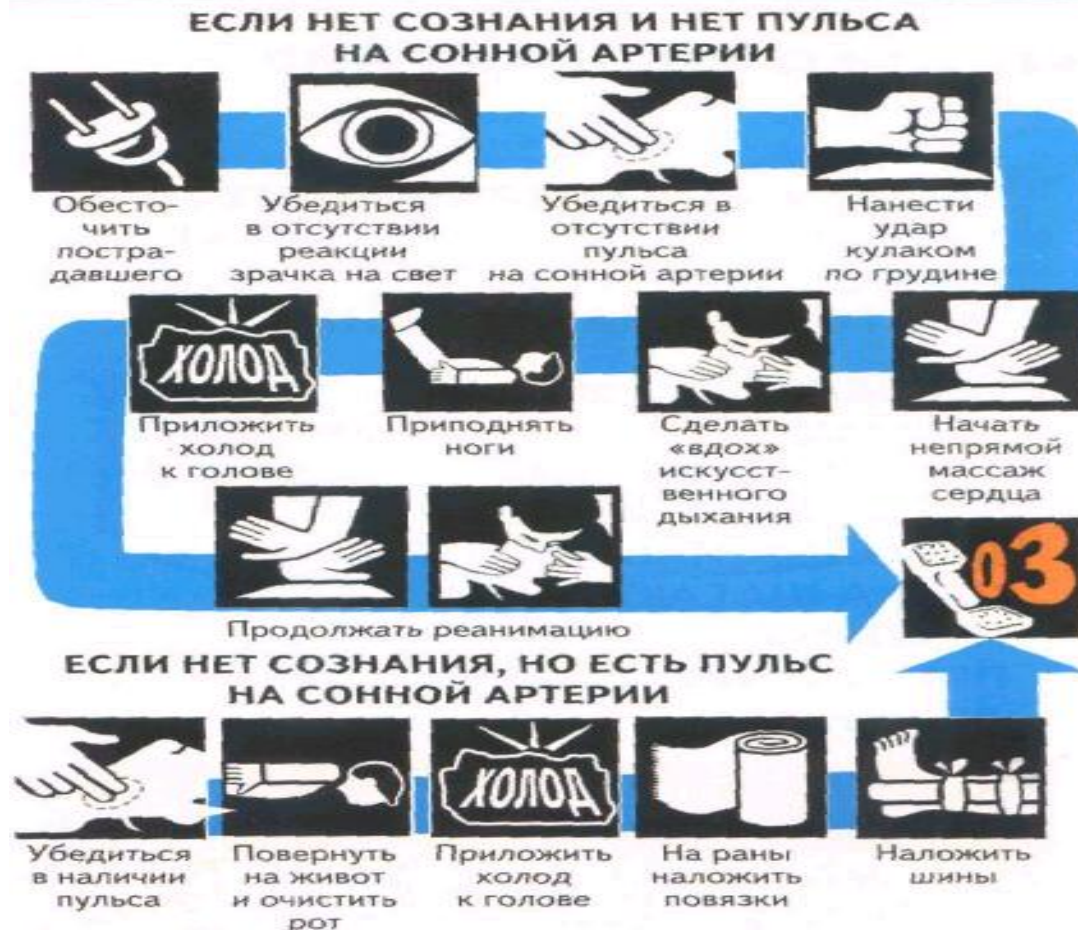 ЕСЛИ НЕТ СОЗНАНИЯ И НЕТ ПУЛЬСА
НА СОННОЙ АРТЕРИИ
Обесто-
чить
постра-
давшего
Убедиться
в отсутствии
реакции
зрачка на свет
Убедиться в
отсутствии
пульса
на сонной артерии
Нанести
удар
кулаком
по грудине
Начать
непрямой
массаж
сердца
Сделать
«вдох»
искусст-
венного
дыхания
Приподнять
ноги
ХОЛОД
Приложить
холод
к голове
Продолжать реанимацию
03
ЕСЛИ НЕТ СОЗНАНИЯ, НО ЕСТЬ ПУЛЬС
НА СОННОЙ АРТЕРИИ
Убедиться
в наличии
пульса
Повернуть
на живот
и очистить
рот
ХОЛОД
Приложить
холод
к голове
На раны
наложить
повязки
Наложить
шины